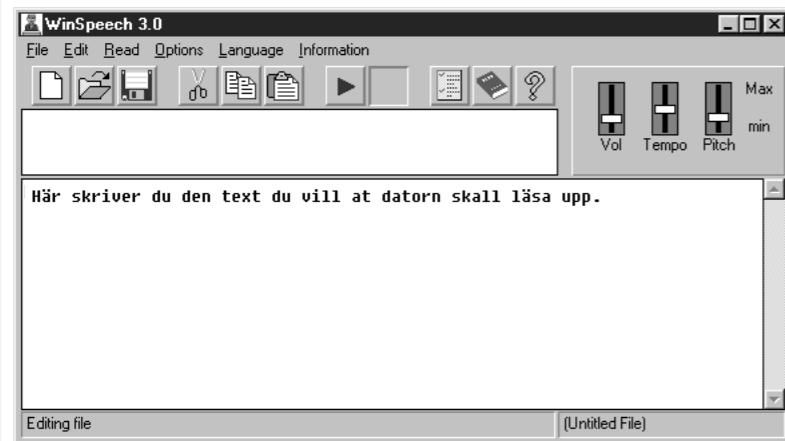 WinSpeech 3.0
File Edit Read Options Language Information
Max
min
Vol Tempo Pitch
Här skriver du den text du vill at datorn skall läsa upp.
Editing file (Untitled File)